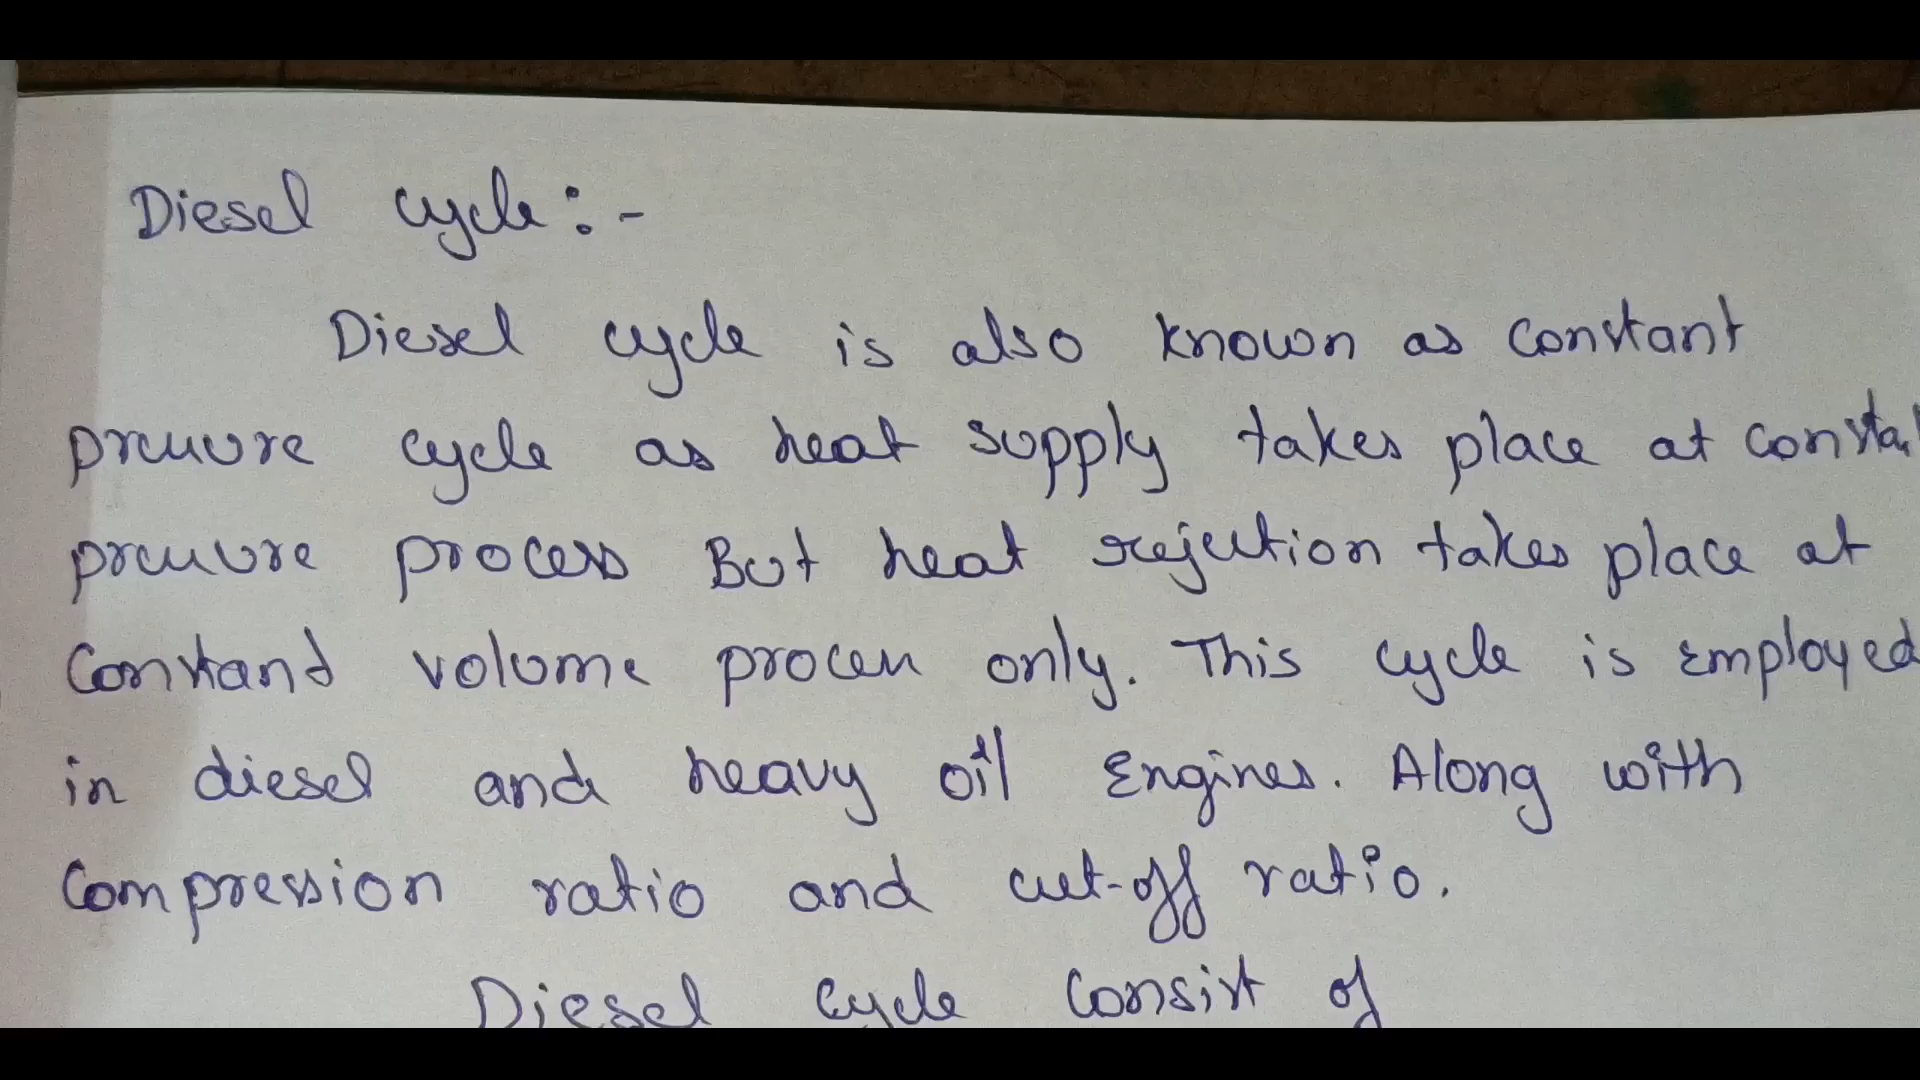 Diesel cycle:-
Diesel cycle is also known as constant
pressure cycle as heat supply takes place at consta
pressure process But heat rejection takes place at
Constand volume process only. This cycle is Employed
in diesel and heavy oil Engines. Along with
Compression ratio and cut-off ratio.
Diesel Cycle Consist of